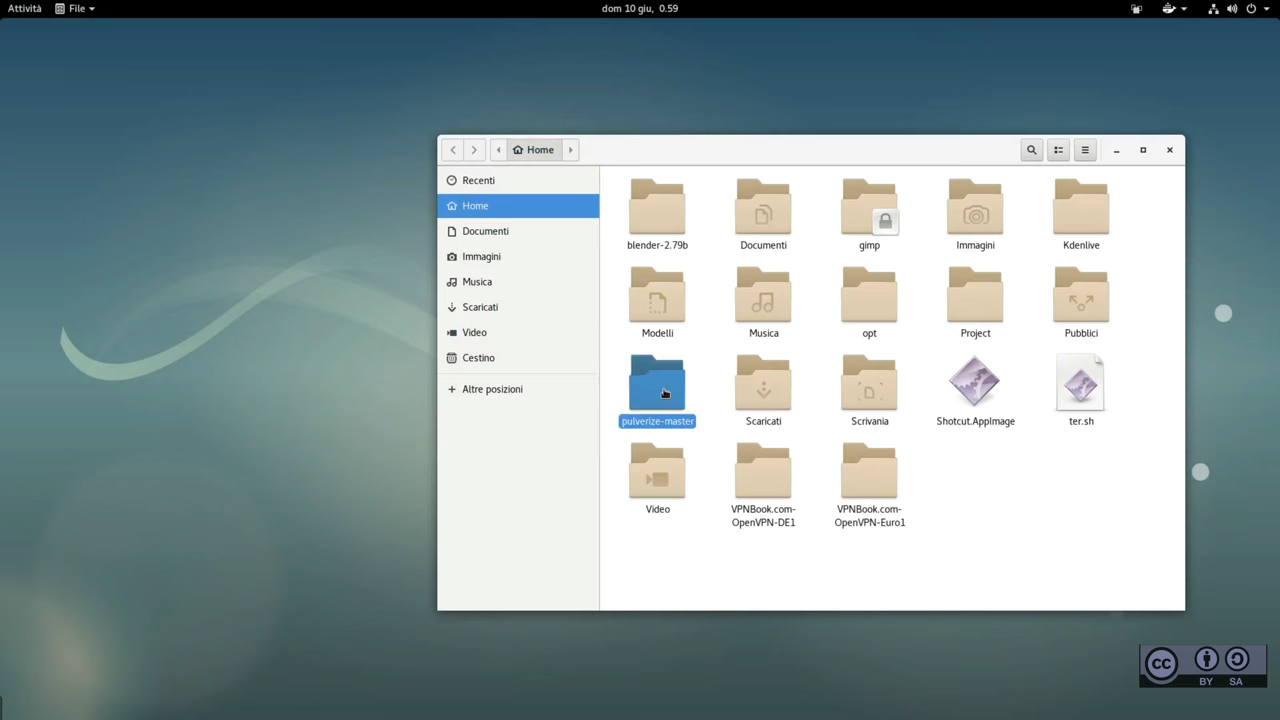 Attività File dom 10 giu, 0.59
Home
Recenti
Home
Documenti
Immagini
Musica
Scaricati
Video
Cestino
Altre posizioni
blender-2.79b Documenti gimp Immagini Kdenlive
Modelli Musica opt Project Pubblici
pulverize-master Scaricati Scrivania Shotcut.AppImage ter.sh
Video VPNBook.com- VPNBook.com-
OpenVPN-DE1 OpenVPN-Euro1
cc
BY SA